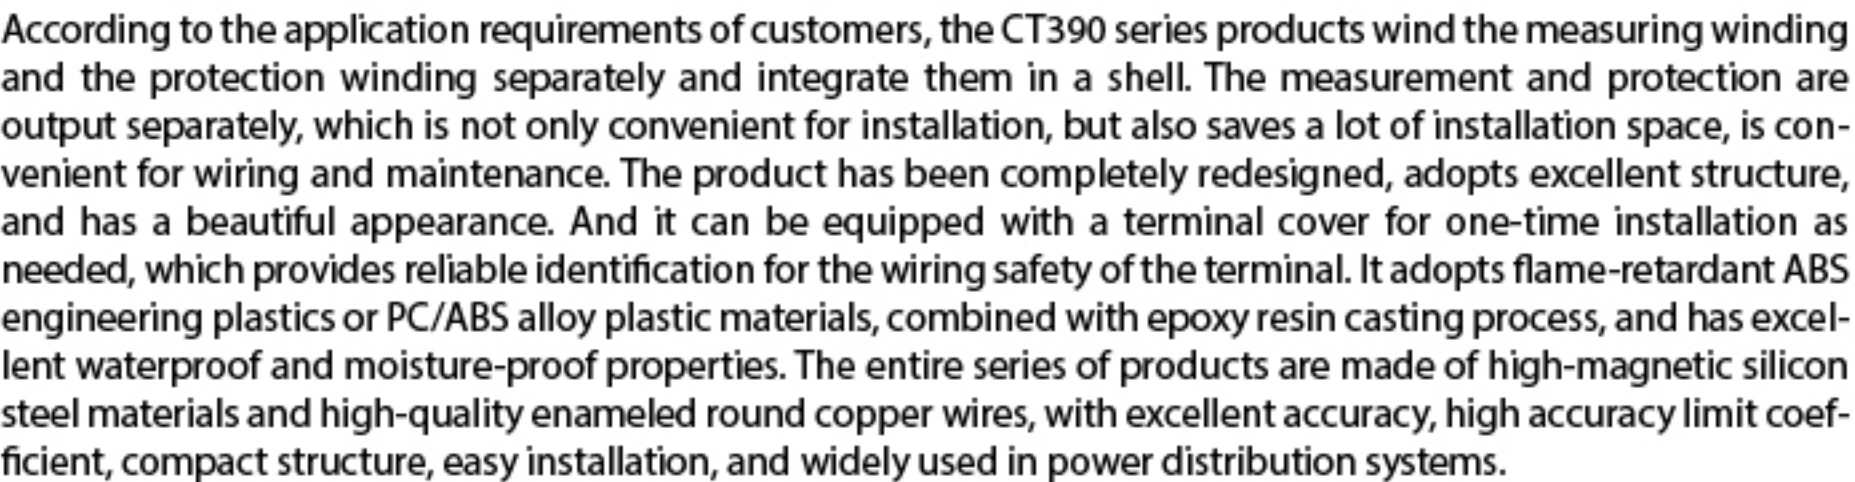 According to the application requirements of customers, the CT390 series products wind the measuring winding
and the protection winding separately and integrate them in a shell. The measurement and protection are
output separately, which is not only convenient for installation, but also saves a lot of installation space, is con-
venient for wiring and maintenance. The product has been completely redesigned, adopts excellent structure,
and has a beautiful appearance. And it can be equipped with a terminal cover for one-time installation as
needed, which provides reliable identification for the wiring safety of the terminal. It adopts flame-retardant ABS
engineering plastics or PC/ABS alloy plastic materials, combined with epoxy resin casting process, and has excel-
lent waterproof and moisture-proof properties. The entire series of products are made of high-magnetic silicon
steel materials and high-quality enameled round copper wires, with excellent accuracy, high accuracy limit coef-
ficient, compact structure, easy installation, and widely used in power distribution systems.